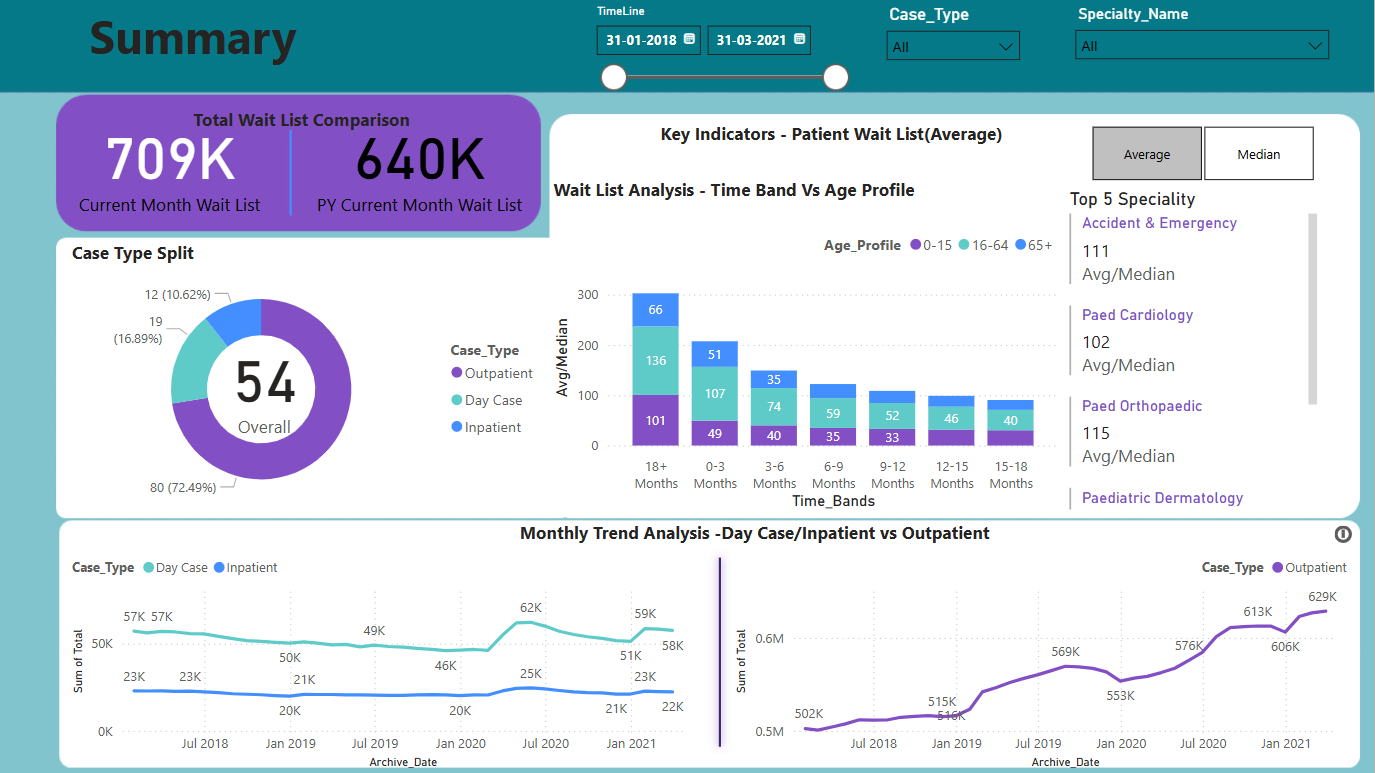 Summary
TimeLine
31-01-2018
31-03-2021
Case_Type
All
Specialty_Name
All
Total Wait List Comparison
709K
640K
Current Month Wait List
PY Current Month Wait List
Key Indicators - Patient Wait List(Average)
Average
Median
Case Type Split
12 (10.62%)
19
(16.89%)
54
Overall
80 (72.49%)
Case_Type
Outpatient
Day Case
Inpatient
Wait List Analysis - Time Band Vs Age Profile
Age_Profile 0-15 16-64 65+
Avg/Median
300
200
100
0
66
136
101
51
107
49
35
74
40
59
35
52
33
46
40
18+
Months
0-3
Months
3-6
Months
6-9
Months
9-12
Months
12-15
Months
15-18
Months
Time_Bands
Top 5 Speciality
Accident & Emergency
111
Avg/Median
Paed Cardiology
102
Avg/Median
Paed Orthopaedic
115
Avg/Median
Paediatric Dermatology
Monthly Trend Analysis -Day Case/Inpatient vs Outpatient
Case_Type Day Case Inpatient
Sum of Total
50K
0K
57K 57K
50K
49K
46K
62K
51K
59K
58K
23K
23K
20K
21K
20K
25K
21K
23K
22K
Jul 2018 Jan 2019 Jul 2019 Jan 2020 Jul 2020 Jan 2021
Archive_Date
Case_Type Outpatient
Sum of Total
0.6M
0.5M
502K
515K
516K
569K
553K
576K
613K
606K
629K
Jul 2018 Jan 2019 Jul 2019 Jan 2020 Jul 2020 Jan 2021
Archive_Date